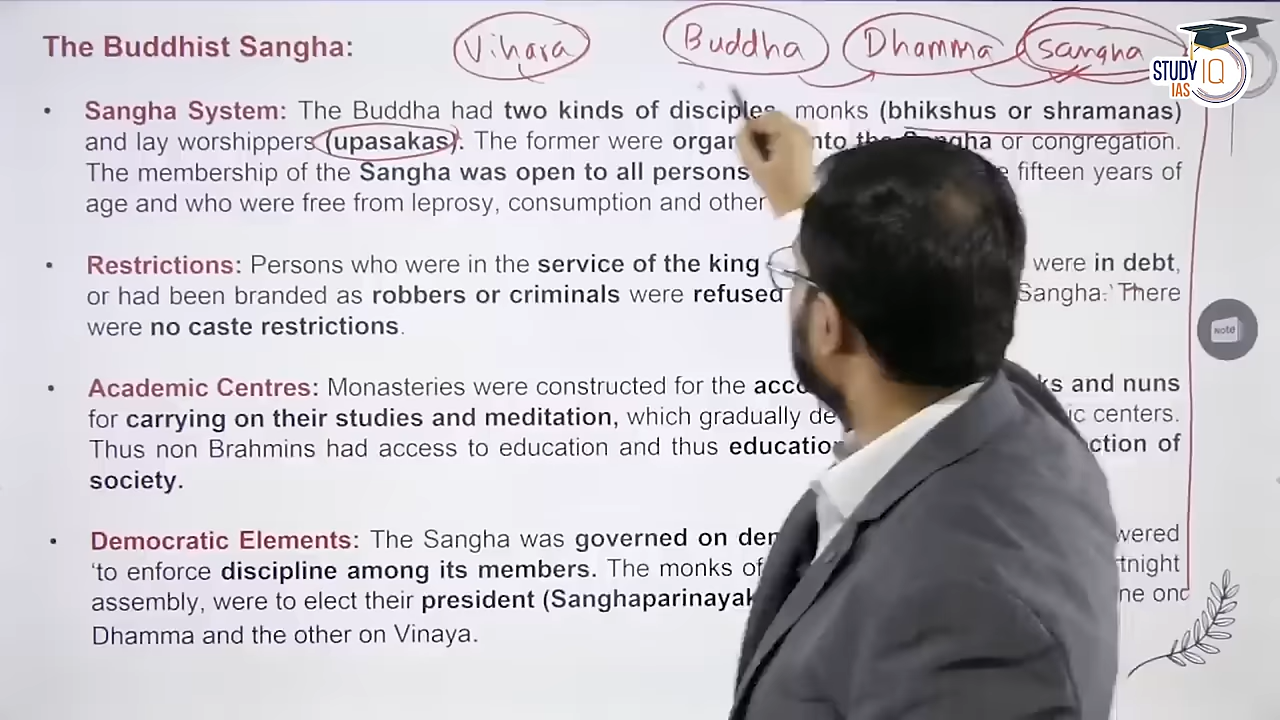 The Buddhist Sangha:
Vihara
Buddha
Dhamma
sangha
STUDY IQ
IAS
• Sangha System: The Buddha had two kinds of disciples, monks (bhikshus or shramanas)
and lay worshippers (upasakas). The former were organ nto the Sangha or congregation.
The membership of the Sangha was open to all persons fifteen years of
age and who were free from leprosy, consumption and other
• Restrictions: Persons who were in the service of the king were in debt,
or had been branded as robbers or criminals were refused Sangha. There
were no caste restrictions.
Note
• Academic Centres: Monasteries were constructed for the acco ks and nuns
for carrying on their studies and meditation, which gradually de ic centers.
Thus non Brahmins had access to education and thus educatio ction of
society.
• Democratic Elements: The Sangha was governed on dem wered
'to enforce discipline among its members. The monks of tnight
assembly, were to elect their president (Sanghaparinayak ne on
Dhamma and the other on Vinaya.